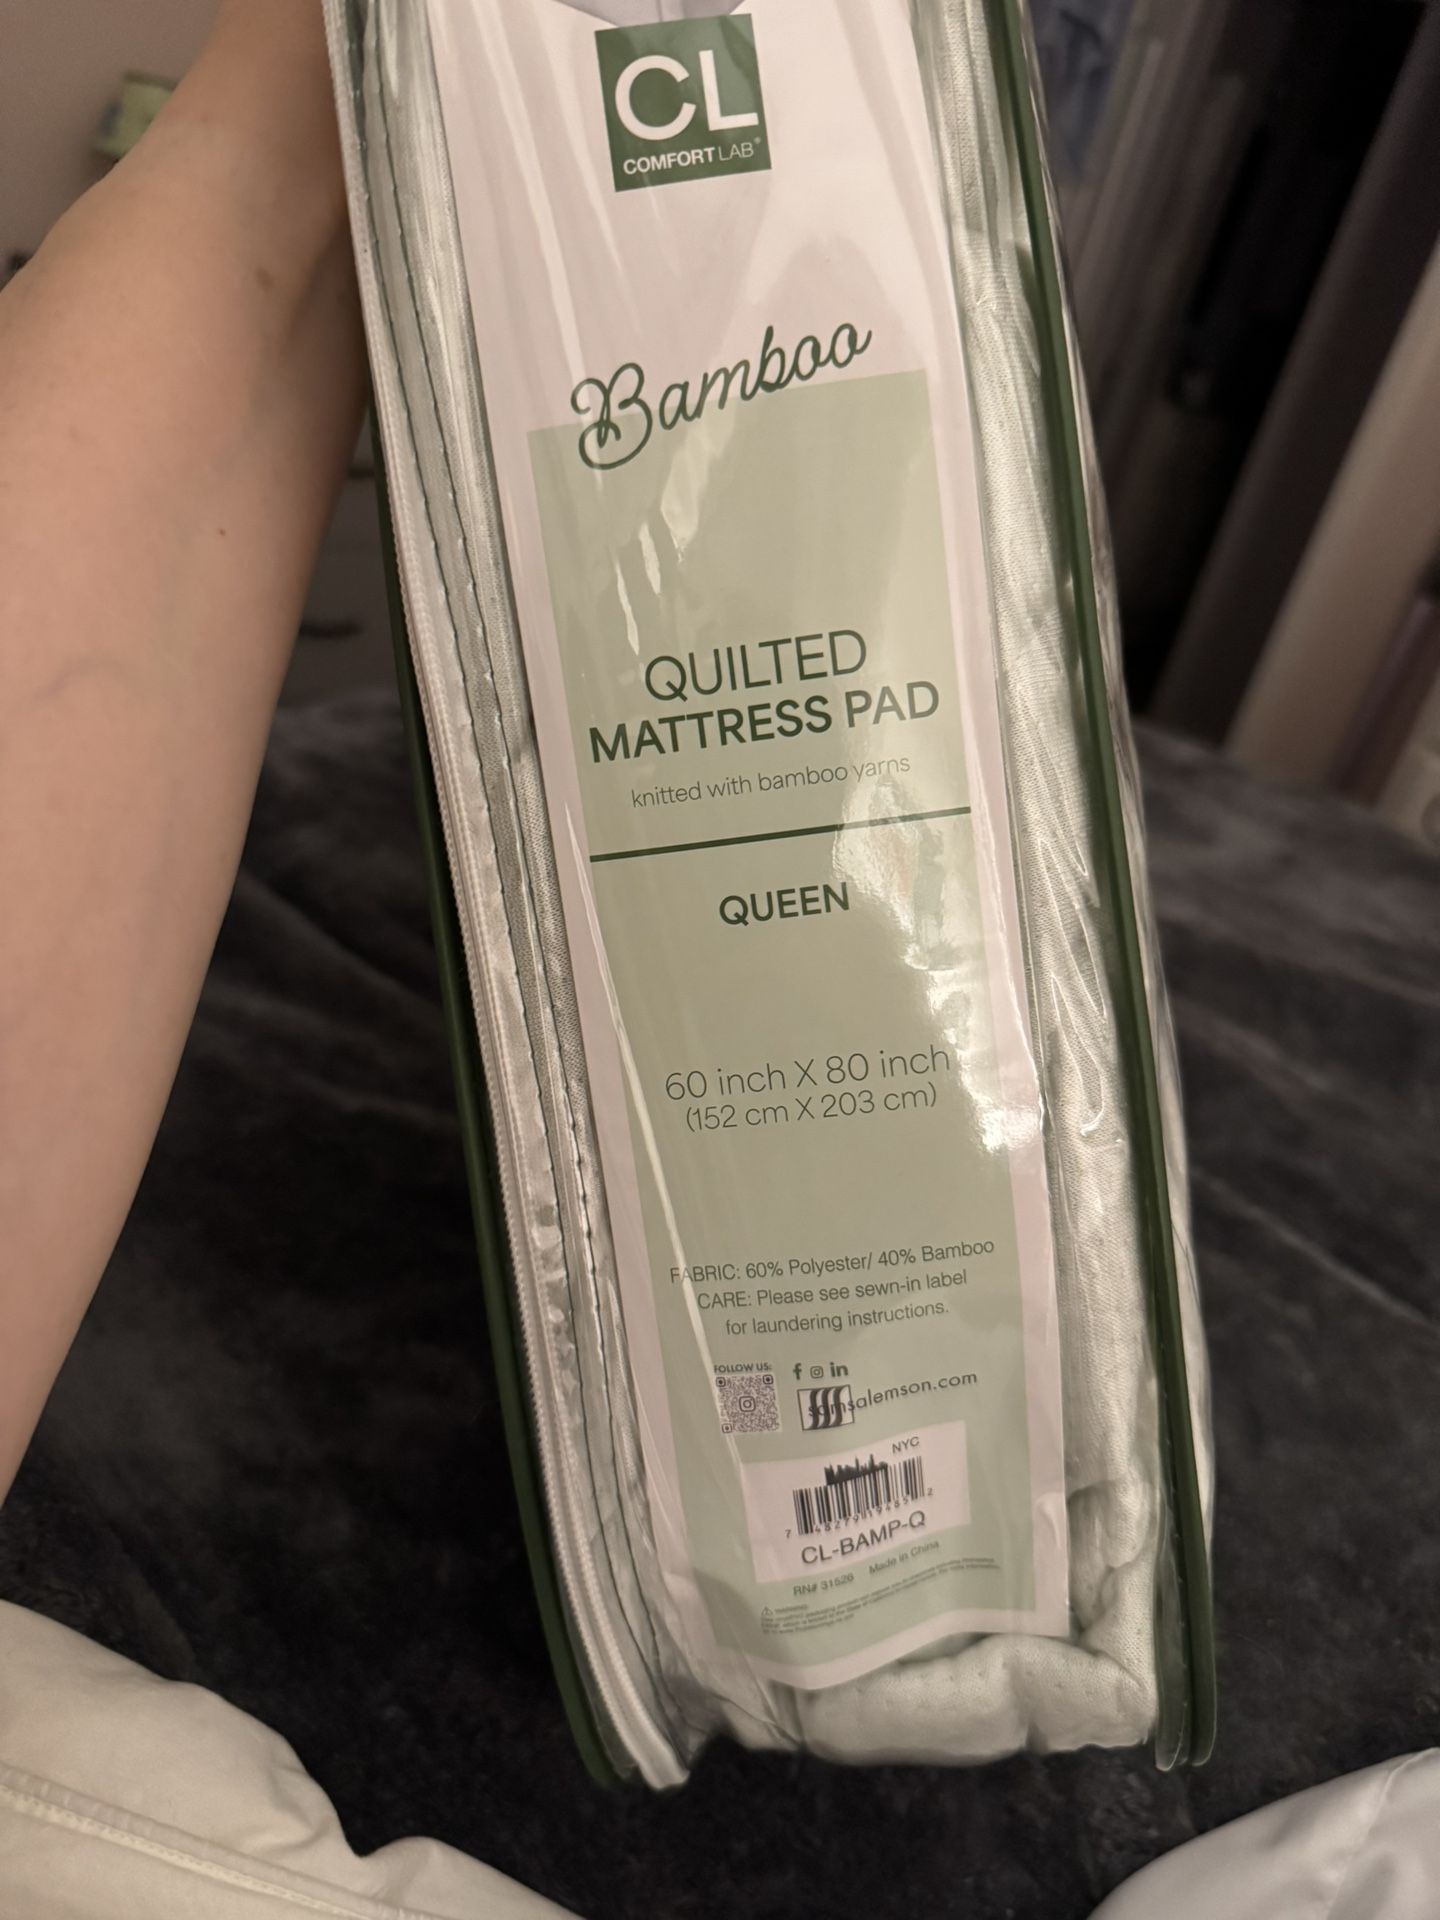 CL
COMFORT LAB®
Bamboo
QUILTED
MATTRESS PAD
knitted with bamboo yarns
QUEEN
60 inch X 80 inch
(152 cm X 203 cm)
FABRIC: 60% Polyester/ 40% Bamboo
CARE: Please see sewn-in label
for laundering instructions.
FOLLOW US:
samsalemson.com
NYC
CL-BAMP-Q
RN# 31526 Made in China
WARNING: